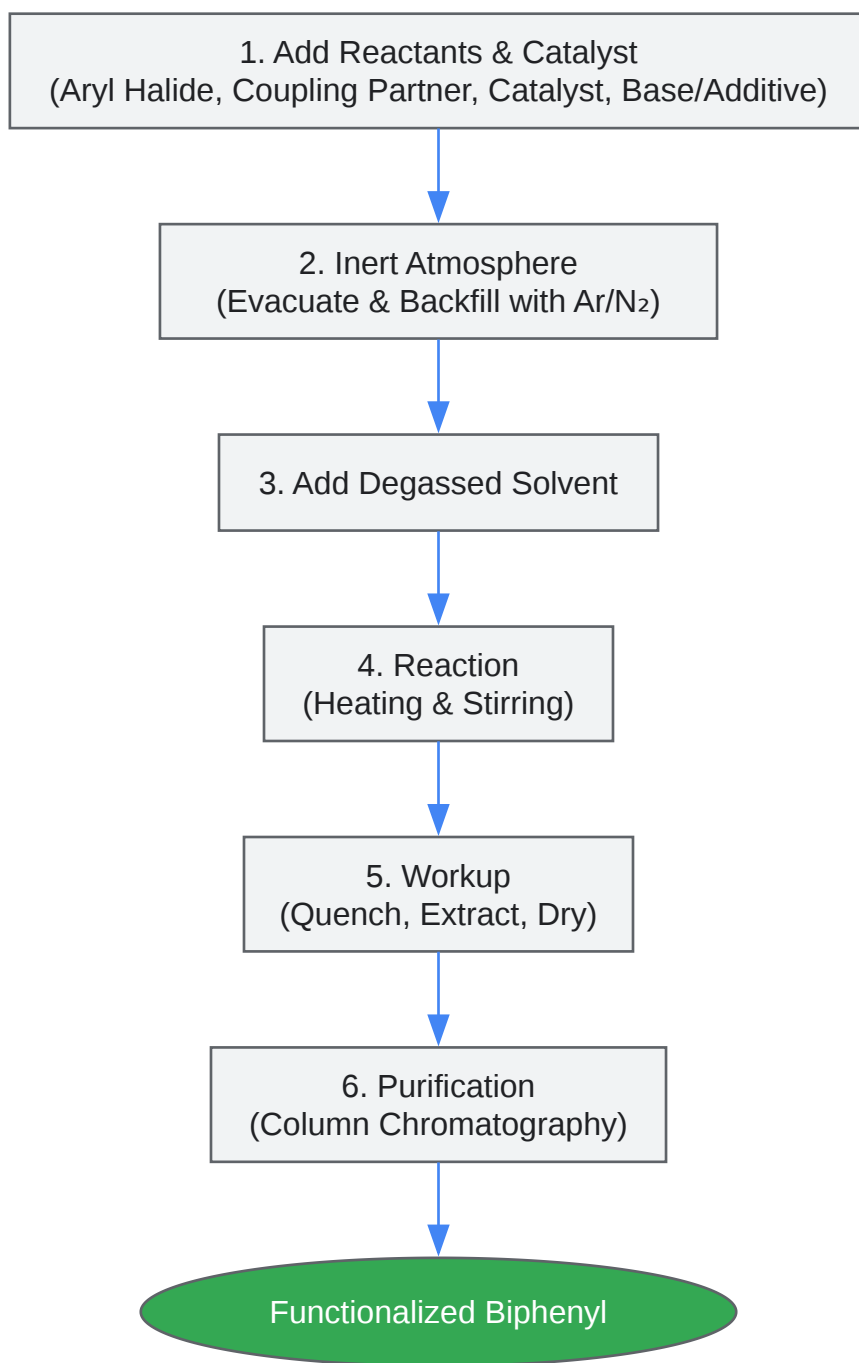 1. Add Reactants & Catalyst
(Aryl Halide, Coupling Partner, Catalyst, Base/Additive)
2. Inert Atmosphere
(Evacuate & Backfill with Ar/N₂)
3. Add Degassed Solvent
4. Reaction
(Heating & Stirring)
5. Workup
(Quench, Extract, Dry)
6. Purification
(Column Chromatography)
Functionalized Biphenyl